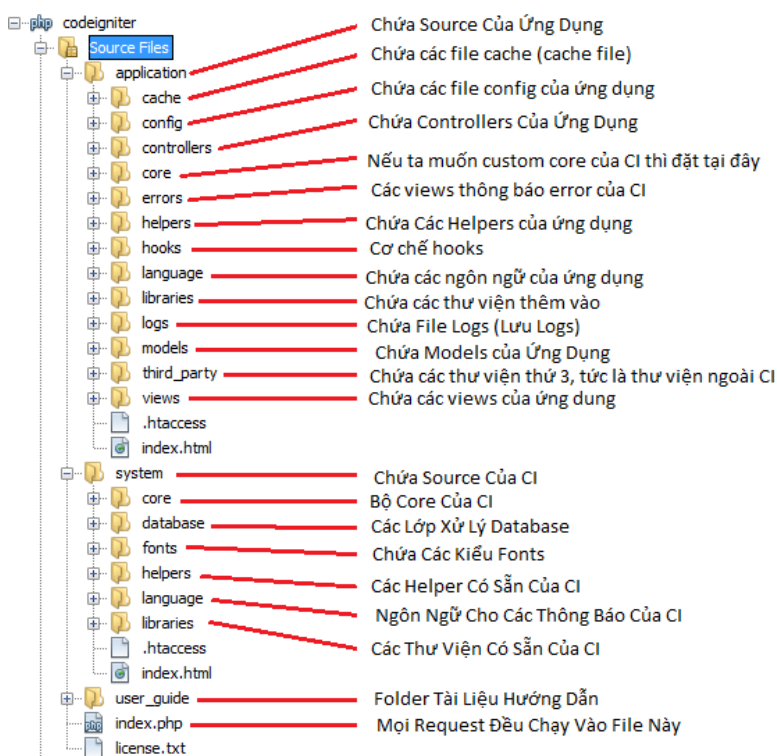 codeigniter
Source Files
application Chứa Source Của Ứng Dụng
cache Chứa các file cache (cache file)
config Chứa các file config của ứng dụng
controllers Chứa Controllers Của Ứng Dụng
core Nếu ta muốn custom core của CI thì đặt tại đây
errors Các views thông báo error của CI
helpers Chứa Các Helpers của ứng dụng
hooks Cơ chế hooks
language Chứa các ngôn ngữ của ứng dụng
libraries Chứa các thư viện thêm vào
logs Chứa File Logs (Lưu Logs)
models Chứa Models của Ứng Dụng
third_party Chứa các thư viện thứ 3, tức là thư viện ngoài CI
views Chứa các views của ứng dung
.htaccess
index.html
system Chứa Source Của CI
core Bộ Core Của CI
database Các Lớp Xử Lý Database
fonts Chứa Các Kiểu Fonts
helpers Các Helper Có Sẵn Của CI
language Ngôn Ngữ Cho Các Thông Báo Của CI
libraries Các Thư Viện Có Sẵn Của CI
.htaccess
index.html
user_guide Folder Tài Liệu Hướng Dẫn
index.php Mọi Request Đều Chạy Vào File Này
license.txt